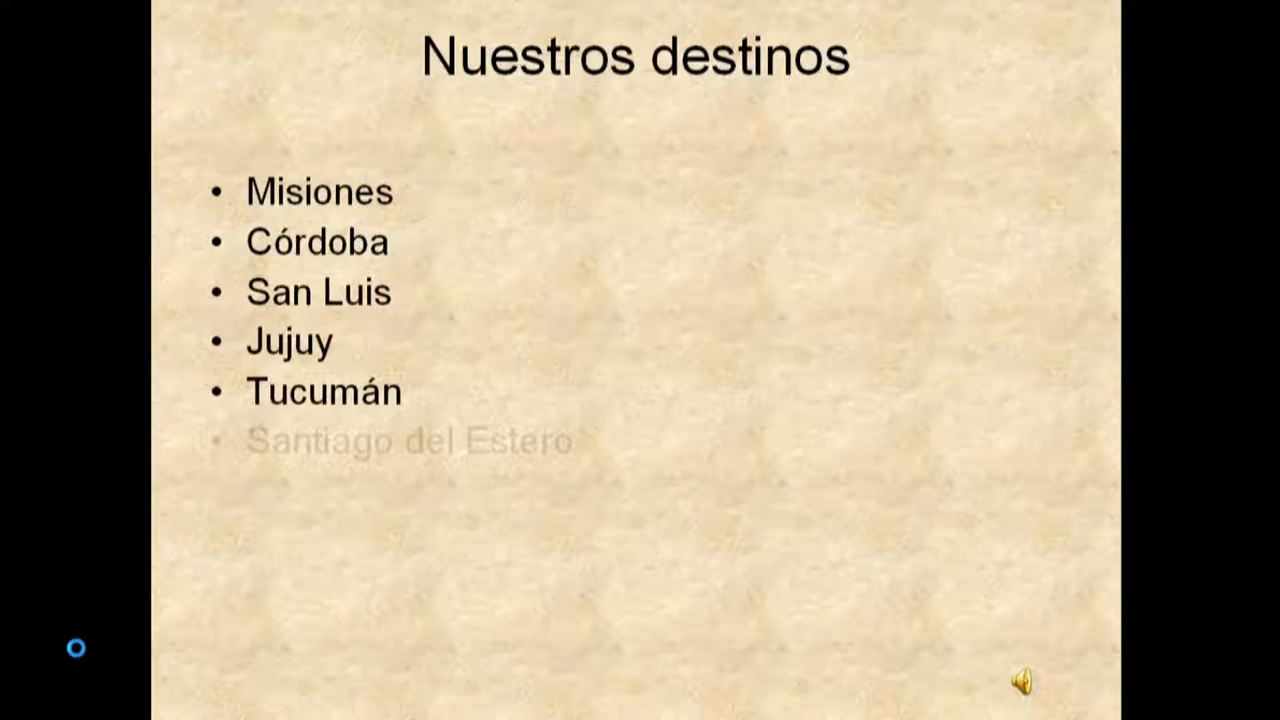 Nuestros destinos
• Misiones
• Córdoba
• San Luis
• Jujuy
• Tucumán
• Santiago del Estero